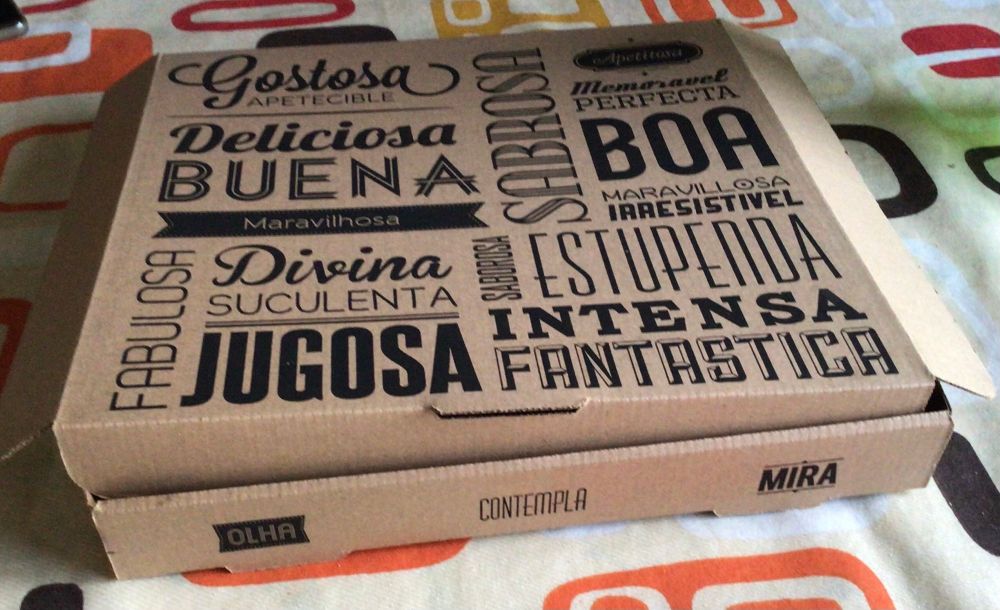 Gostosa
APETECIBLE
Deliciosa
BUENA
Maravilhosa
FABULOSA
Divina
SUCULENTA
JUGOSA
SABROSA
Apetitosa
Memoravel
PERFECTA
BOA
MARAVILLOSA
IRRESISTIVEL
SABOROSA
ESTUPENDA
INTENSA
FANTASTICA
OLHA
CONTEMPLA
MIRA